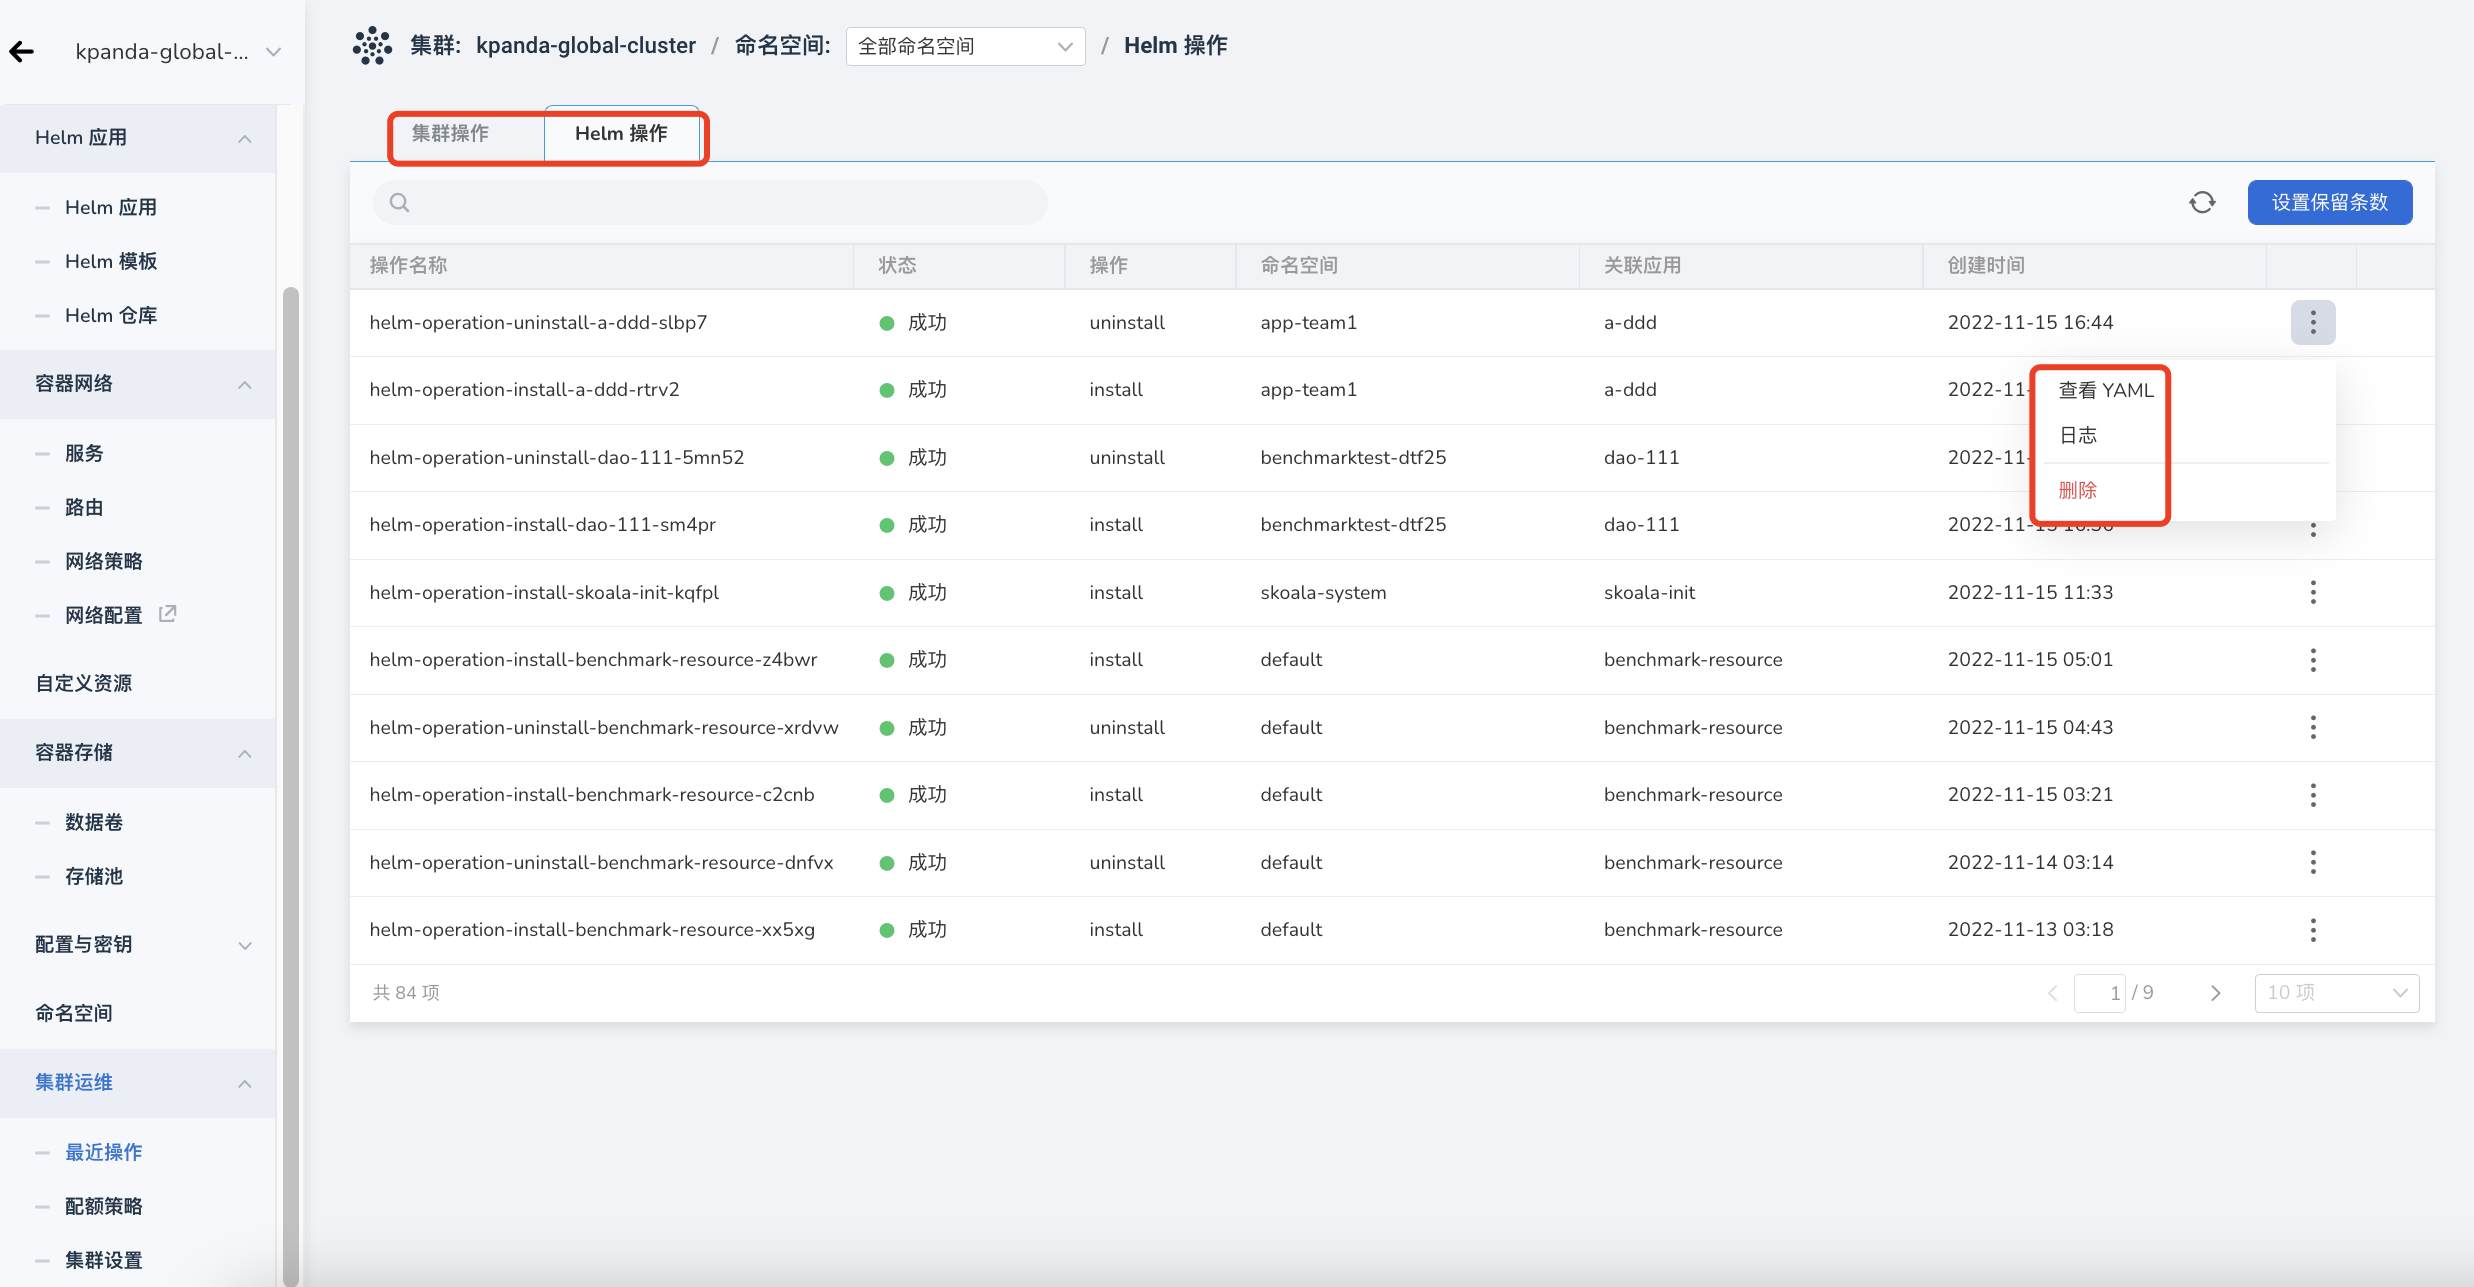 kpanda-global-...
集群: kpanda-global-cluster / 命名空间: 全部命名空间 / Helm 操作
Helm 应用
Helm 应用
Helm 模板
Helm 仓库
容器网络
服务
路由
网络策略
网络配置
自定义资源
容器存储
数据卷
存储池
配置与密钥
命名空间
集群运维
最近操作
配额策略
集群设置
集群操作 Helm 操作
设置保留条数
操作名称 状态 操作 命名空间 关联应用 创建时间
helm-operation-uninstall-a-ddd-slbp7 成功 uninstall app-team1 a-ddd 2022-11-15 16:44
helm-operation-install-a-ddd-rtrv2 成功 install app-team1 a-ddd 2022-11-
helm-operation-uninstall-dao-111-5mn52 成功 uninstall benchmarktest-dtf25 dao-111 2022-11-
helm-operation-install-dao-111-sm4pr 成功 install benchmarktest-dtf25 dao-111 2022-11-
helm-operation-install-skoala-init-kqfpl 成功 install skoala-system skoala-init 2022-11-15 11:33
helm-operation-install-benchmark-resource-z4bwr 成功 install default benchmark-resource 2022-11-15 05:01
helm-operation-uninstall-benchmark-resource-xrdvw 成功 uninstall default benchmark-resource 2022-11-15 04:43
helm-operation-install-benchmark-resource-c2cnb 成功 install default benchmark-resource 2022-11-15 03:21
helm-operation-uninstall-benchmark-resource-dnfvx 成功 uninstall default benchmark-resource 2022-11-14 03:14
helm-operation-install-benchmark-resource-xx5xg 成功 install default benchmark-resource 2022-11-13 03:18
查看 YAML
日志
删除
共 84 项 1 / 9 10 项